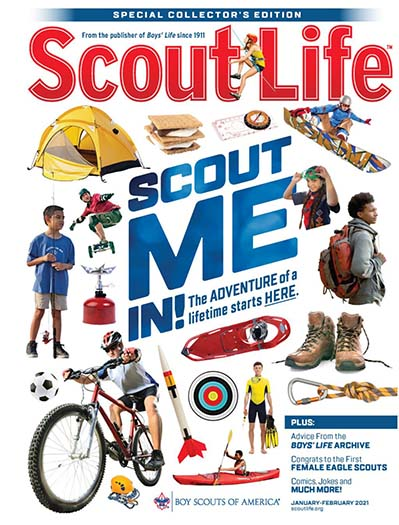 SPECIAL COLLECTOR'S EDITION
From the publisher of Boys' Life since 1911
Scout Life™
SCOUT
ME
IN!
The ADVENTURE of a
lifetime starts HERE.
PLUS:
Advice From the
BOYS' LIFE ARCHIVE
Congrats to the First
FEMALE EAGLE SCOUTS
Comics, Jokes and
MUCH MORE!
BOY SCOUTS OF AMERICA®
JANUARY-FEBRUARY 2021
scoutlife.org